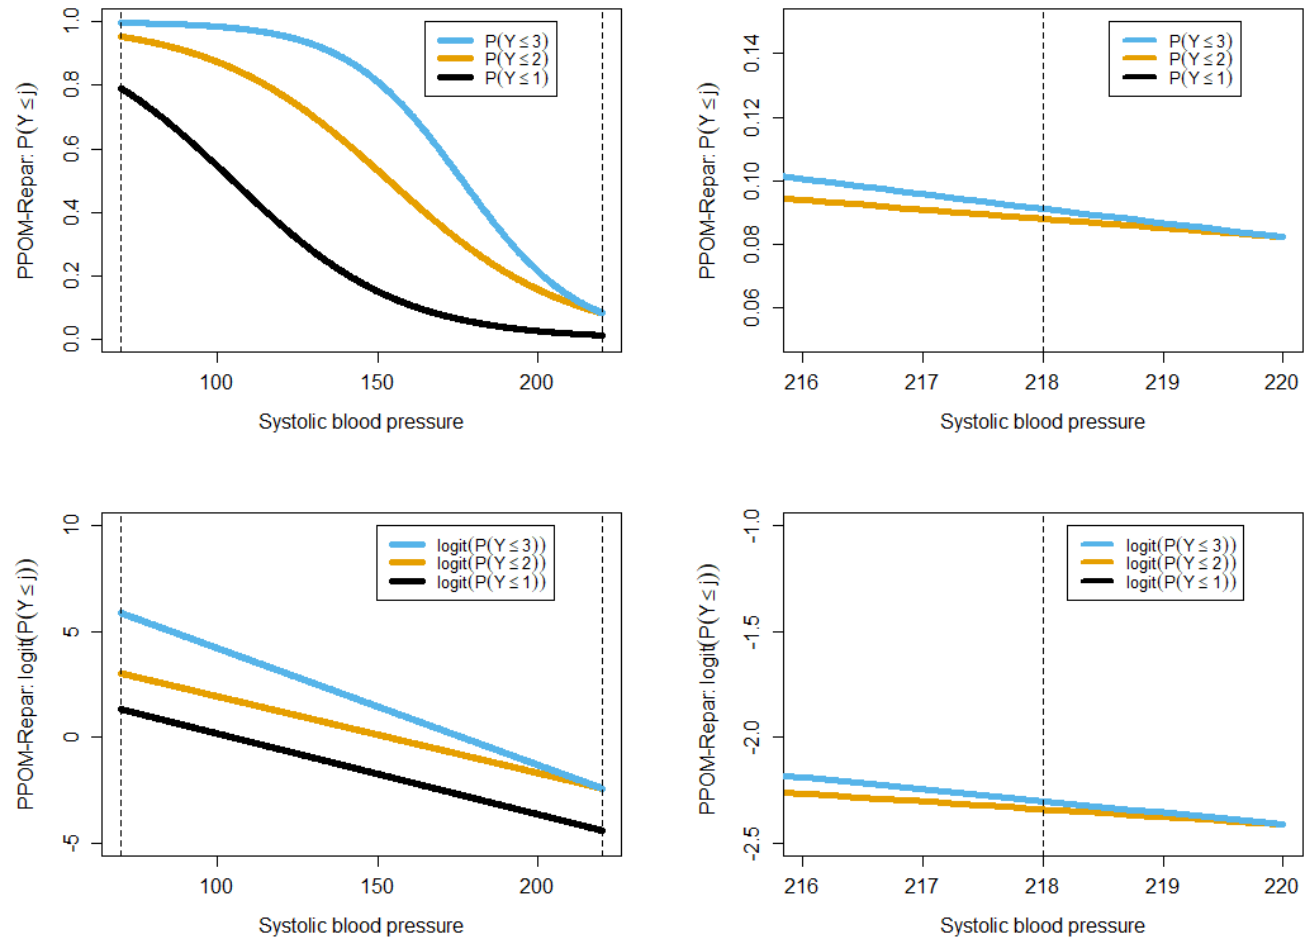 PPOM-Repar: P(Y ≤ j)
1.0
0.8
0.6
0.4
0.2
0.0
P(Y ≤ 3)
P(Y ≤ 2)
P(Y ≤ 1)
100
150
200
Systolic blood pressure
PPOM-Repar: P(Y ≤ j)
0.14
0.12
0.10
0.08
0.06
P(Y ≤ 3)
P(Y ≤ 2)
P(Y ≤ 1)
216
217
218
219
220
Systolic blood pressure
PPOM-Repar: logit(P(Y ≤ j))
10
5
0
-5
logit(P(Y ≤ 3))
logit(P(Y ≤ 2))
logit(P(Y ≤ 1))
100
150
200
Systolic blood pressure
PPOM-Repar: logit(P(Y ≤ j))
-1.0
-1.5
-2.0
-2.5
logit(P(Y ≤ 3))
logit(P(Y ≤ 2))
logit(P(Y ≤ 1))
216
217
218
219
220
Systolic blood pressure